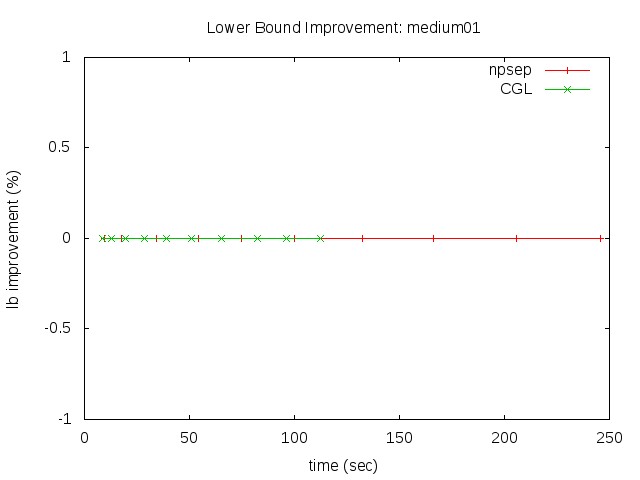 Lower Bound Improvement: medium01
npsep
CGL
1
0.5
0
-0.5
-1
lb improvement (%)
0 50 100 150 200 250
time (sec)